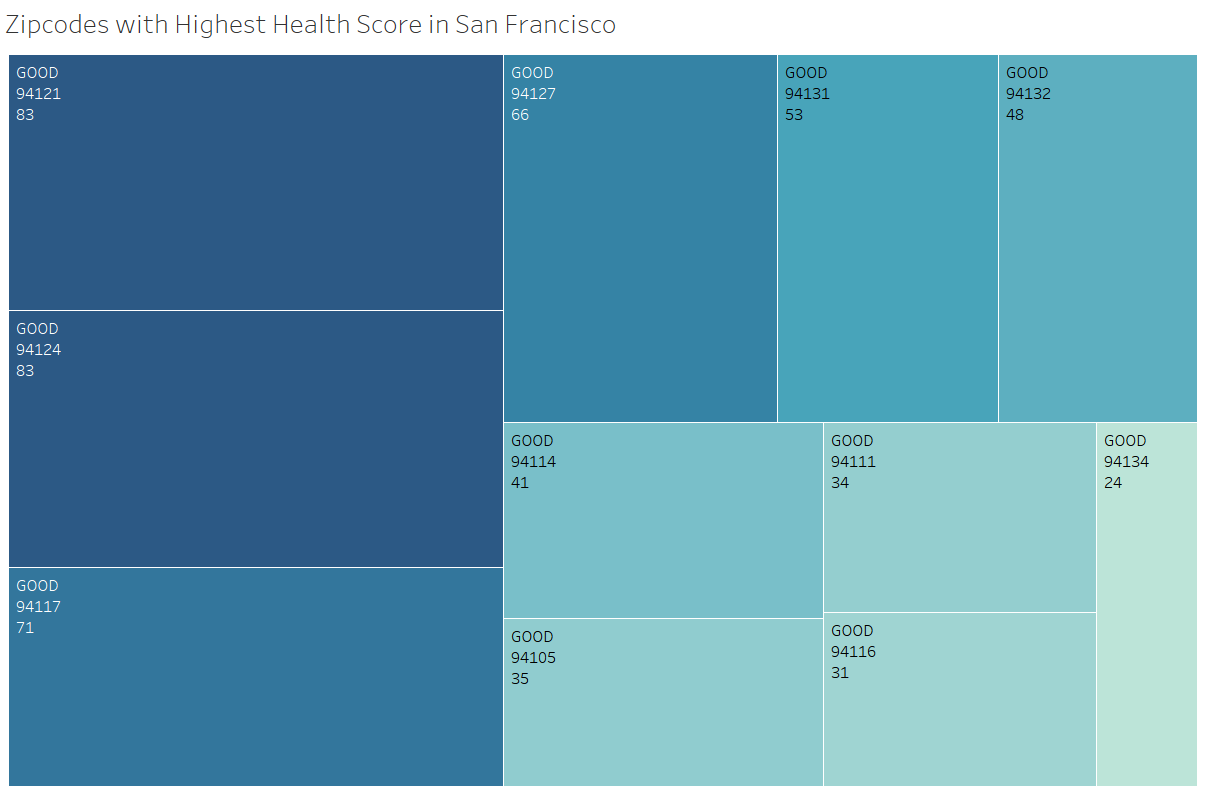 Zipcodes with Highest Health Score in San Francisco
GOOD
94121
83
GOOD
94124
83
GOOD
94117
71
GOOD
94127
66
GOOD
94131
53
GOOD
94132
48
GOOD
94114
41
GOOD
94105
35
GOOD
94111
34
GOOD
94116
31
GOOD
94134
24